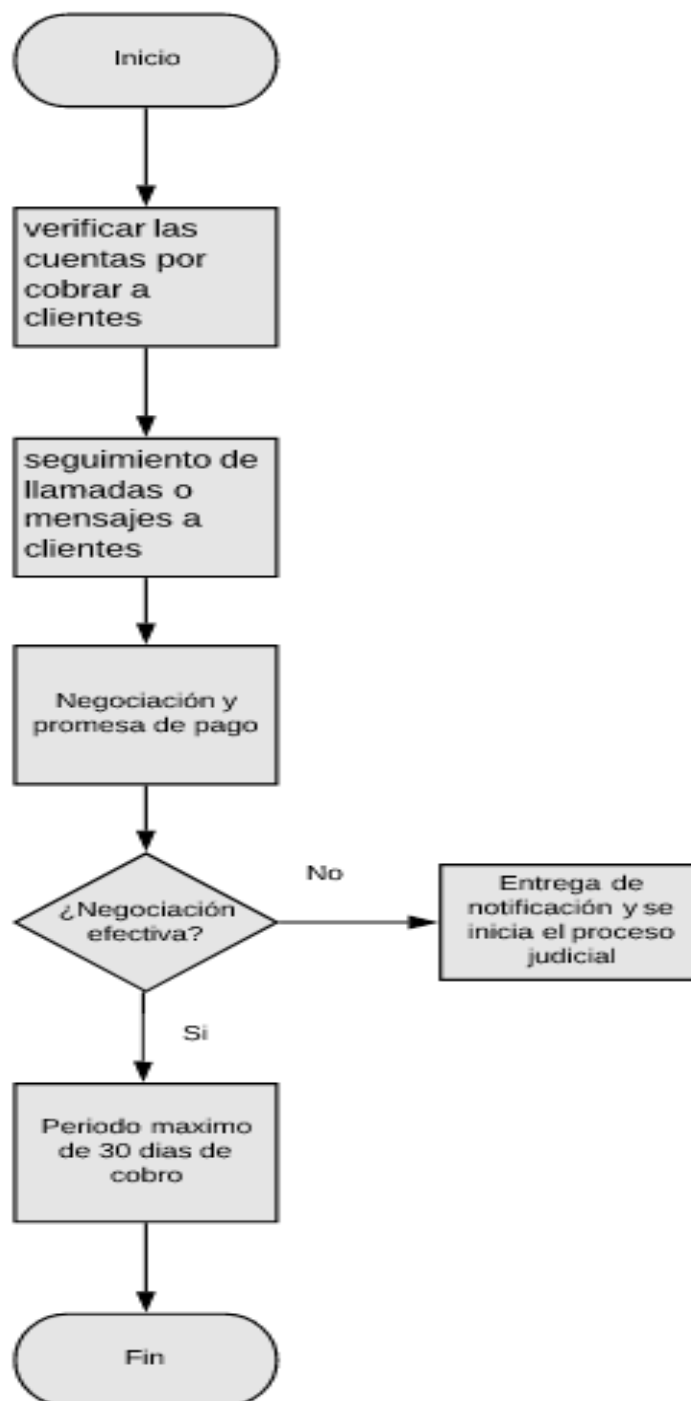 Inicio
verificar las
cuentas por
cobrar a
clientes
seguimiento de
llamadas o
mensajes a
clientes
Negociación y
promesa de pago
¿Negociación
efectiva?
No
Entrega de
notificación y se
inicia el proceso
judicial
Si
Periodo maximo
de 30 dias de
cobro
Fin